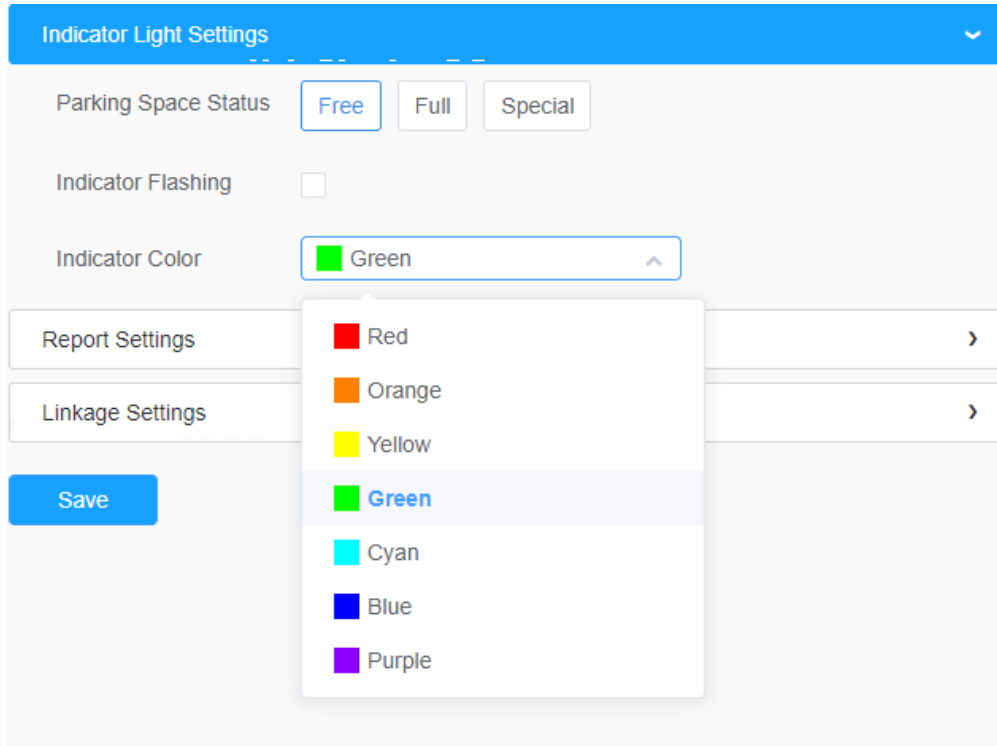 Indicator Light Settings
Parking Space Status Free Full Special
Indicator Flashing
Indicator Color Green
Report Settings
Linkage Settings
Save
Red
Orange
Yellow
Green
Cyan
Blue
Purple